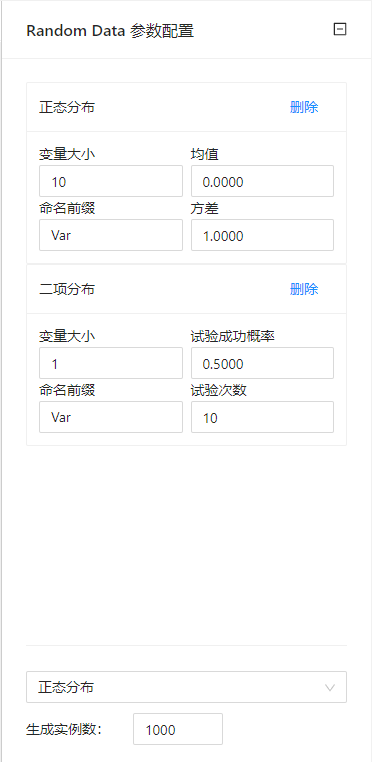 Random Data 参数配置
正态分布 删除
变量大小 均值
10 0.0000
命名前缀 方差
Var 1.0000
二项分布 删除
变量大小 试验成功概率
1 0.5000
命名前缀 试验次数
Var 10
正态分布
生成实例数: 1000